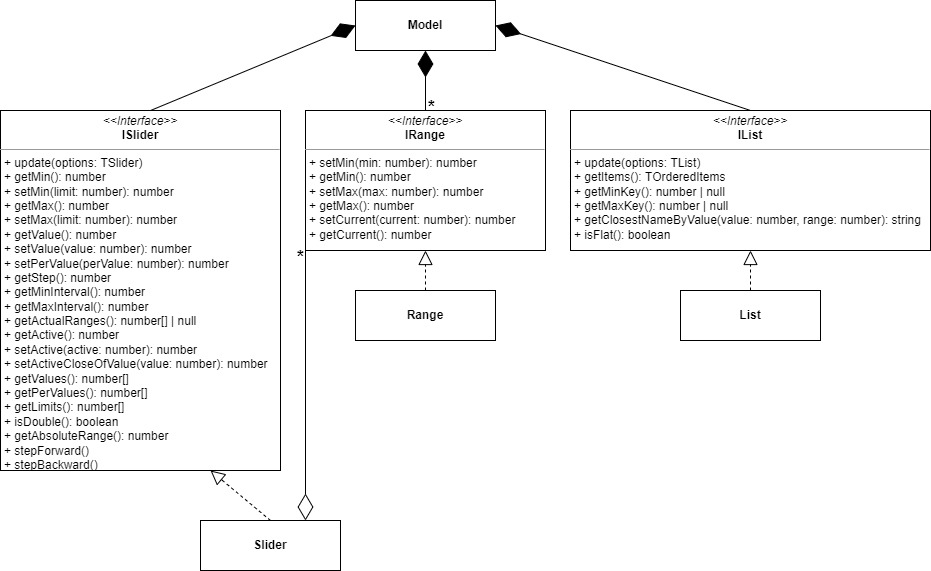 Model
*
<<Interface>>
ISlider
+ update(options: TSlider)
+ getMin(): number
+ setMin(limit: number): number
+ getMax(): number
+ setMax(limit: number): number
+ getValue(): number
+ setValue(value: number): number
+ setPerValue(perValue: number): number
+ getStep(): number
+ getMinInterval(): number
+ getMaxInterval(): number
+ getActualRanges(): number[] | null
+ getActive(): number
+ setActive(active: number): number
+ setActiveCloseOfValue(value: number): number
+ getValues(): number[]
+ getPerValues(): number[]
+ getLimits(): number[]
+ isDouble(): boolean
+ getAbsoluteRange(): number
+ stepForward()
+ stepBackward()
<<Interface>>
IRange
+ setMin(min: number): number
+ getMin(): number
+ setMax(max: number): number
+ getMax(): number
+ setCurrent(current: number): number
+ getCurrent(): number
*
<<Interface>>
IList
+ update(options: TList)
+ getItems(): TOrderedItems
+ getMinKey(): number | null
+ getMaxKey(): number | null
+ getClosestNameByValue(value: number, range: number): string
+ isFlat(): boolean
Range
List
Slider